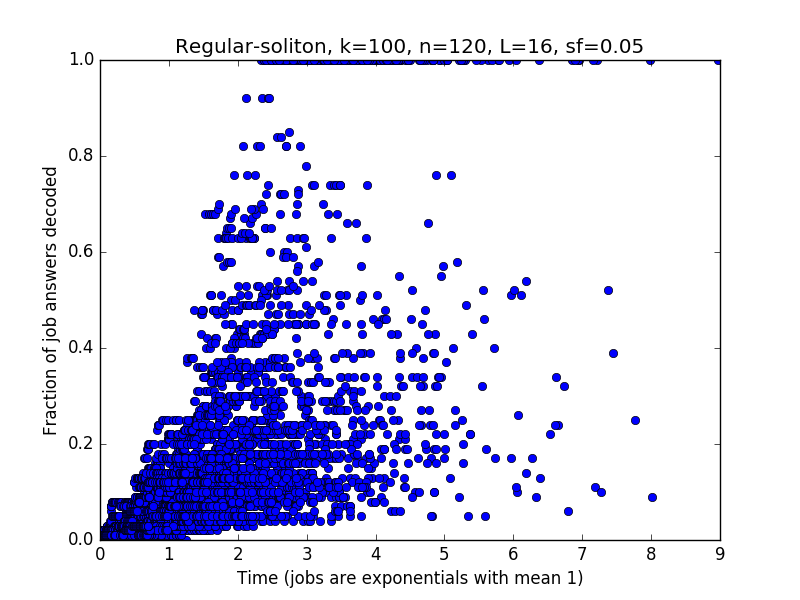 Regular-soliton, k=100, n=120, L=16, sf=0.05
1.0
0.8
0.6
0.4
0.2
0.0
Fraction of job answers decoded
0 1 2 3 4 5 6 7 8 9
Time (jobs are exponentials with mean 1)